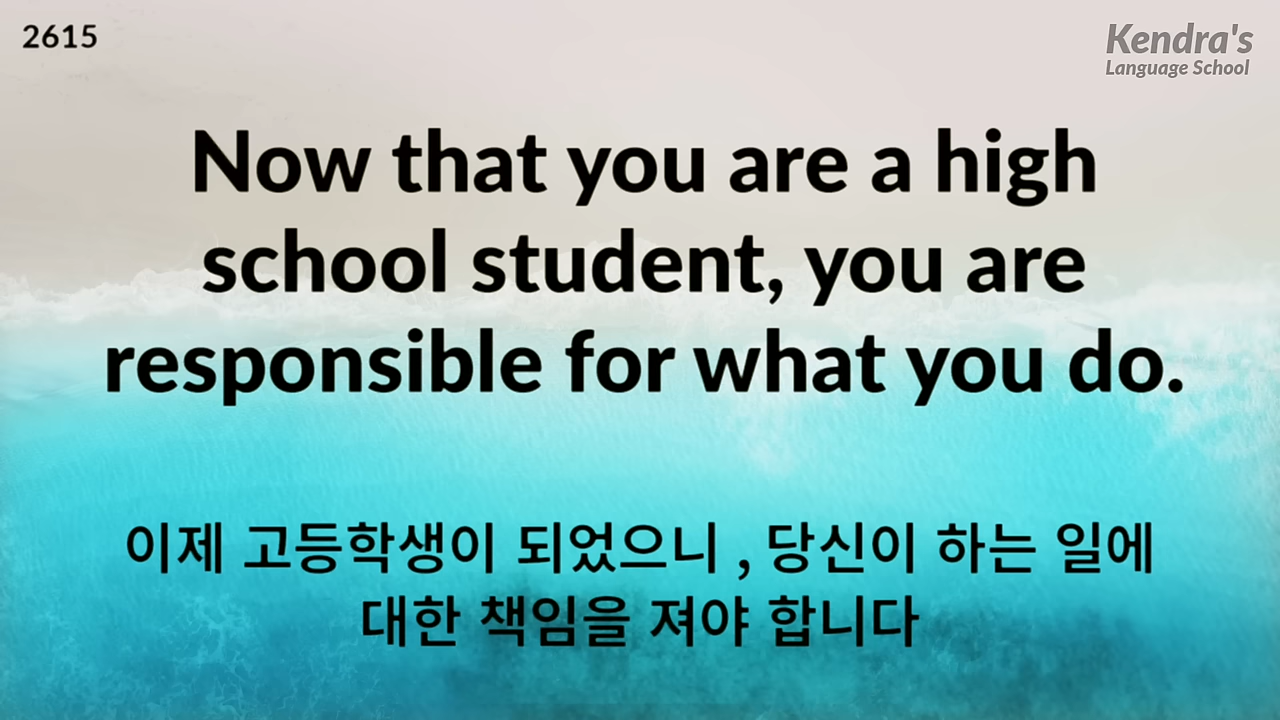 2615
Kendra's
Language School
Now that you are a high
school student, you are
responsible for what you do.
이제 고등학생이 되었으니 , 당신이 하는 일에
대한 책임을 져야 합니다